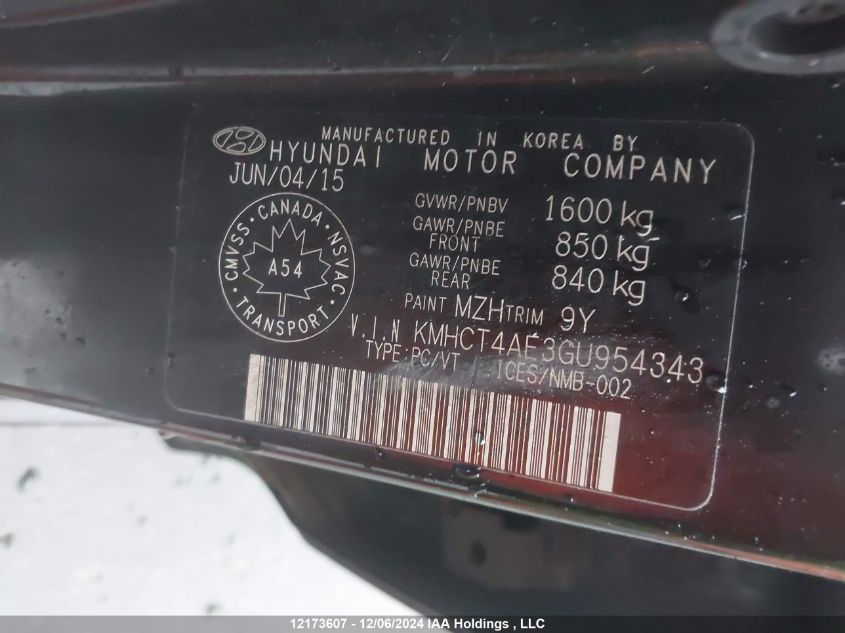 MANUFACTURED IN KOREA BY
HYUNDAI MOTOR COMPANY
JUN/04/15
GVWR/PNBV 1600 kg
GAWR/PNBE FRONT 850 kg
GAWR/PNBE REAR 840 kg
CMVSS · CANADA · NSVAC
A54
· TRANSPORT ·
PAINT MZH TRIM 9Y
V.I.N KMHCT4AE3GU954343
TYPE:PC/VT ICES/NMB-002
12173607 - 12/06/2024 IAA Holdings , LLC